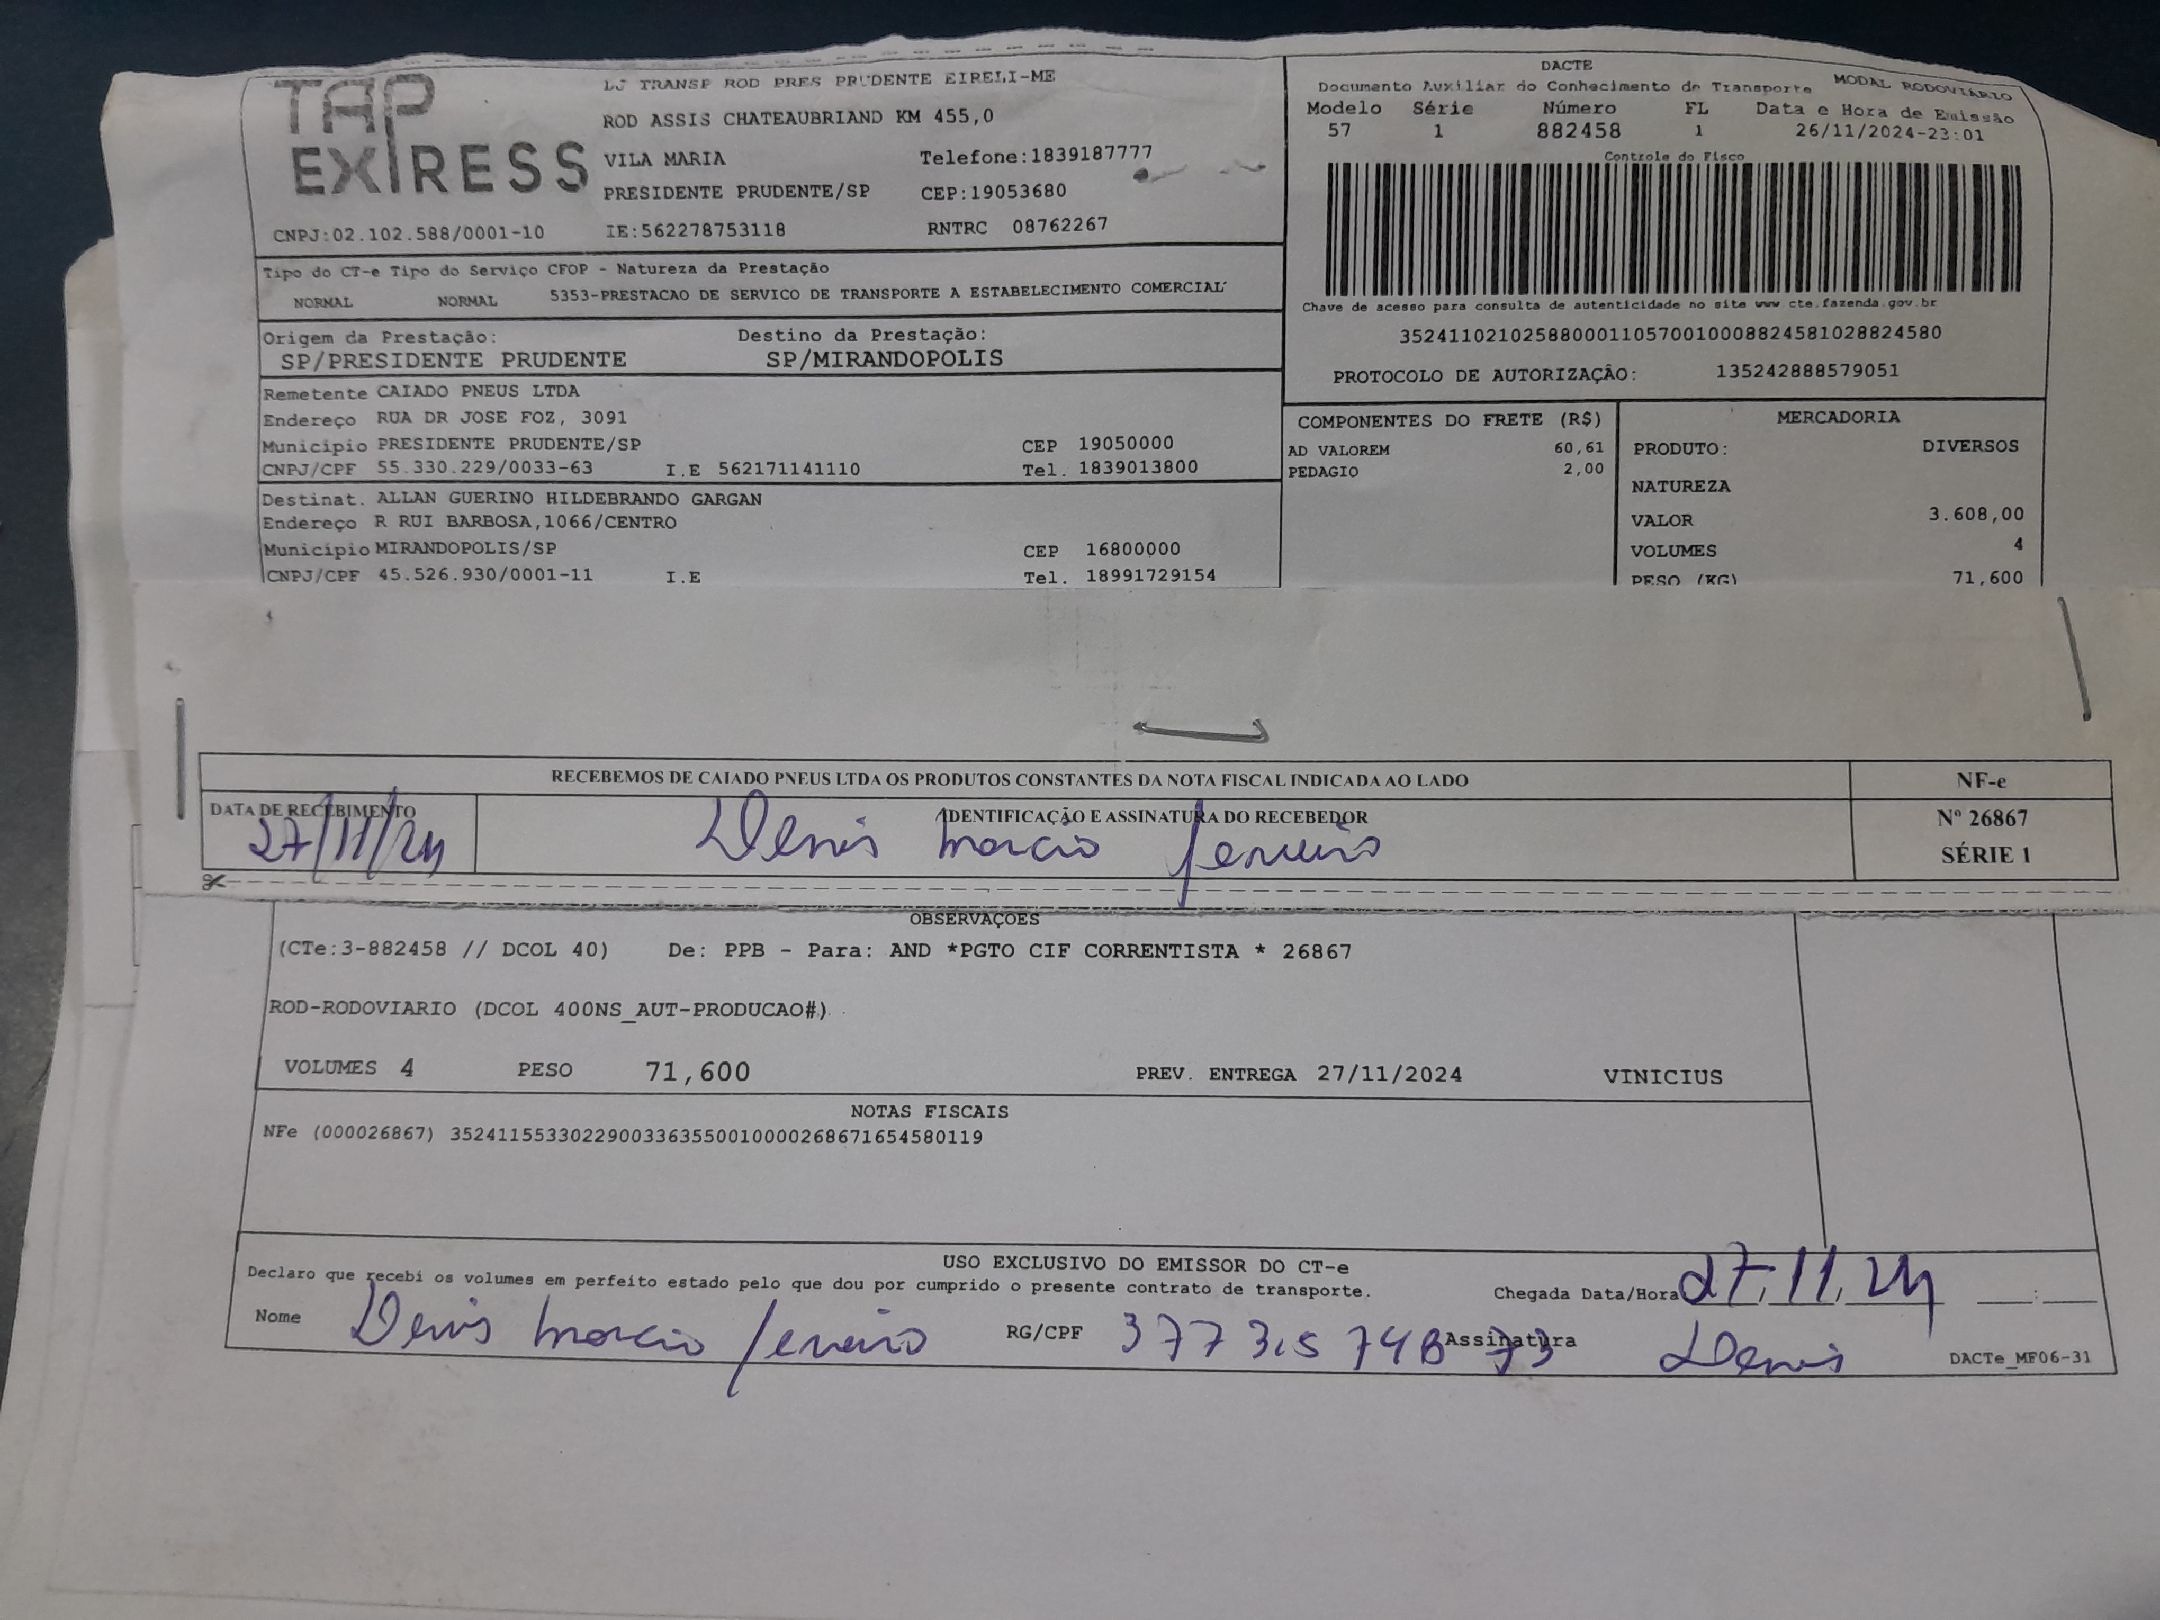 TAP EXPRESS
LJ TRANSP ROD PRES PRUDENTE EIRELI-ME
ROD ASSIS CHATEAUBRIAND KM 455,0
VILA MARIA Telefone:1839187777
PRESIDENTE PRUDENTE/SP CEP:19053680
CNPJ:02.102.588/0001-10 IE:562278753118 RNTRC 08762267
DACTE
Documento Auxiliar do Conhecimento de Transporte MODAL RODOVIÁRIO
Modelo Série Número FL Data e Hora de Emissão
57 1 882458 1 26/11/2024-23:01
Controle do Fisco
Chave de acesso para consulta de autenticidade no site www cte.fazenda.gov.br
35241102102588000110570010008824581028824580
PROTOCOLO DE AUTORIZAÇÃO: 135242888579051
Tipo do CT-e Tipo do Serviço CFOP - Natureza da Prestação
NORMAL NORMAL 5353-PRESTACAO DE SERVICO DE TRANSPORTE A ESTABELECIMENTO COMERCIAL
Origem da Prestação: Destino da Prestação:
SP/PRESIDENTE PRUDENTE SP/MIRANDOPOLIS
Remetente CAIADO PNEUS LTDA
Endereço RUA DR JOSE FOZ, 3091
Município PRESIDENTE PRUDENTE/SP CEP 19050000
CNPJ/CPF 55.330.229/0033-63 I.E 562171141110 Tel. 1839013800
Destinat. ALLAN GUERINO HILDEBRANDO GARGAN
Endereço R RUI BARBOSA,1066/CENTRO
Município MIRANDOPOLIS/SP CEP 16800000
CNPJ/CPF 45.526.930/0001-11 I.E Tel. 18991729154
COMPONENTES DO FRETE (R$)
AD VALOREM 60,61
PEDAGIO 2,00
MERCADORIA
PRODUTO: DIVERSOS
NATUREZA
VALOR 3.608,00
VOLUMES 4
PESO (KG) 71,600
RECEBEMOS DE CAIADO PNEUS LTDA OS PRODUTOS CONSTANTES DA NOTA FISCAL INDICADA AO LADO
DATA DE RECEBIMENTO
27/11/24
IDENTIFICAÇÃO E ASSINATURA DO RECEBEDOR
Denis Marcio Ferreira
NF-e
Nº 26867
SÉRIE 1
OBSERVAÇOES
(CTe:3-882458 // DCOL 40) De: PPB - Para: AND *PGTO CIF CORRENTISTA * 26867
ROD-RODOVIARIO (DCOL 400NS_AUT-PRODUCAO#)
VOLUMES 4 PESO 71,600 PREV. ENTREGA 27/11/2024 VINICIUS
NOTAS FISCAIS
NFe (000026867) 35241155330229003363550010000268671654580119
USO EXCLUSIVO DO EMISSOR DO CT-e
Declaro que recebi os volumes em perfeito estado pelo que dou por cumprido o presente contrato de transporte.
Chegada Data/Hora 27,11,24 :
Nome Denis Marcio Ferreira RG/CPF Assinatura Denis
DACTe_MF06-31